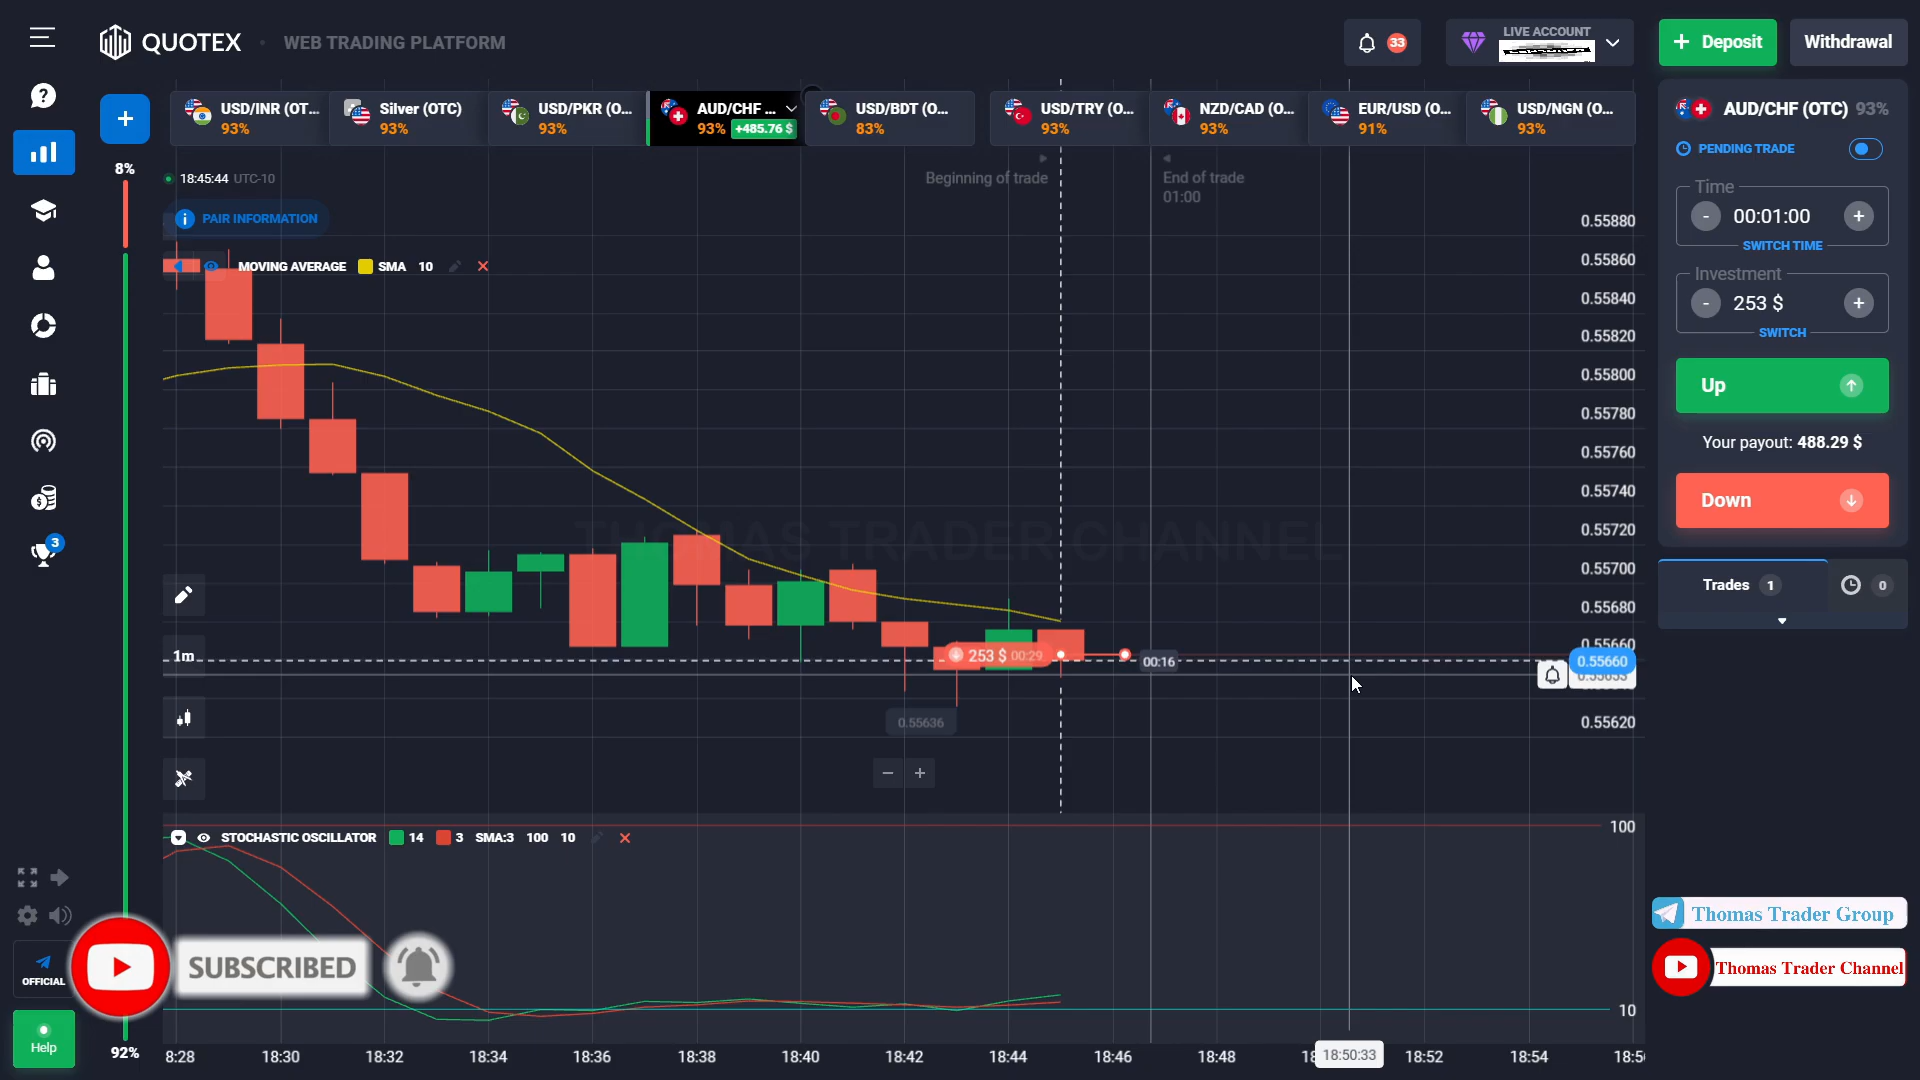 QUOTEX
WEB TRADING PLATFORM
33
LIVE ACCOUNT
Deposit
Withdrawal
USD/INR (OT...
93%
Silver (OTC)
93%
USD/PKR (O...
93%
AUD/CHF ...
93% +485.76 $
USD/BDT (O...
83%
USD/TRY (O...
93%
NZD/CAD (O...
93%
EUR/USD (O...
91%
USD/NGN (O...
93%
AUD/CHF (OTC) 93%
PENDING TRADE
8%
18:45:44 UTC-10
Beginning of trade
End of trade
01:00
PAIR INFORMATION
MOVING AVERAGE SMA 10
Time
- 00:01:00 +
SWITCH TIME
Investment
- 253 $ +
SWITCH
Up
Your payout: 488.29 $
Down
Trades 1
0
0.55880
0.55860
0.55840
0.55820
0.55800
0.55780
0.55760
0.55740
0.55720
0.55700
0.55680
0.55660
0.55660
0.55620
THOMAS TRADER CHANNEL
1m
253 $ 00:29
00:16
0.55636
3
STOCHASTIC OSCILLATOR 14 3 SMA:3 100 10
100
10
SUBSCRIBED
OFFICIAL
Help
92%
Thomas Trader Group
Thomas Trader Channel
8:28
18:30
18:32
18:34
18:36
18:38
18:40
18:42
18:44
18:46
18:48
18:50:33
18:52
18:54